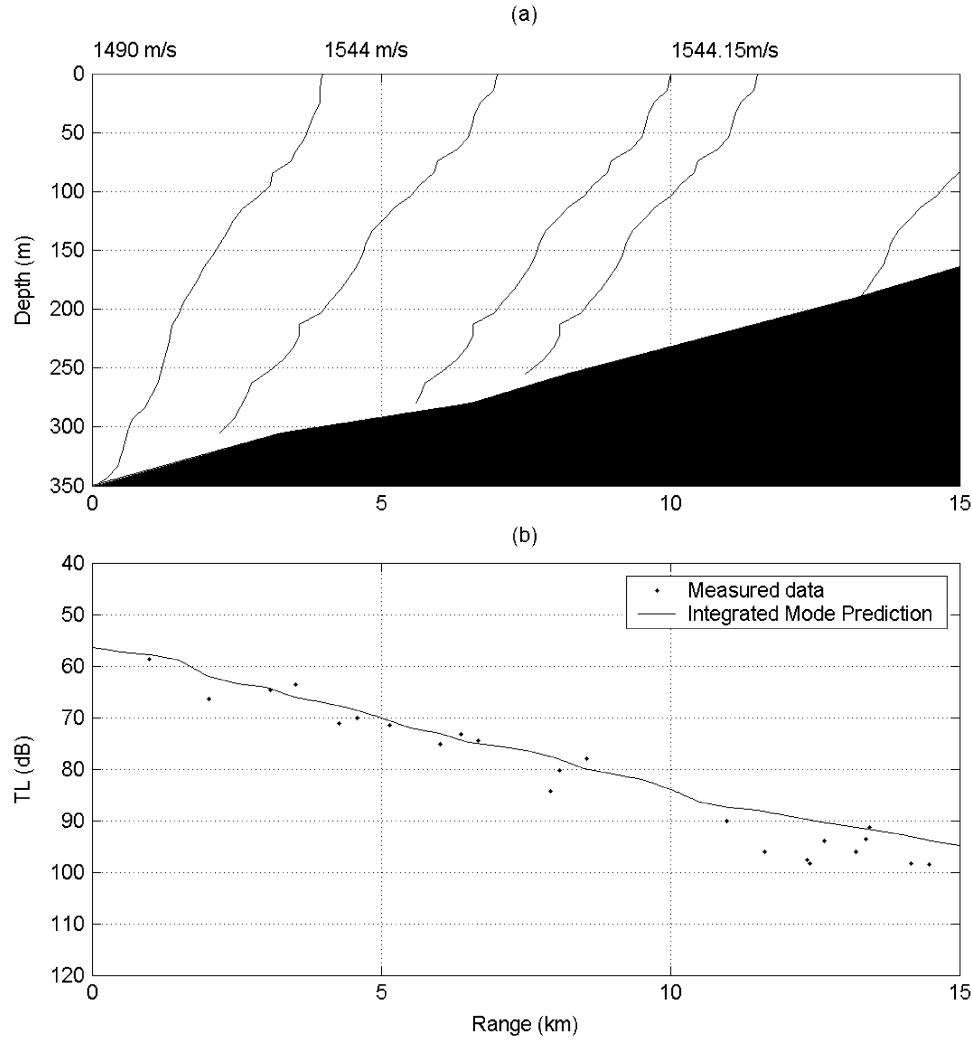 (a)
1490 m/s 1544 m/s 1544.15m/s
0
50
100
150
200
250
300
350
Depth (m)
0 5 10 15
(b)
40
50
60
70
80
90
100
110
120
TL (dB)
Measured data
Integrated Mode Prediction
0 5 10 15
Range (km)